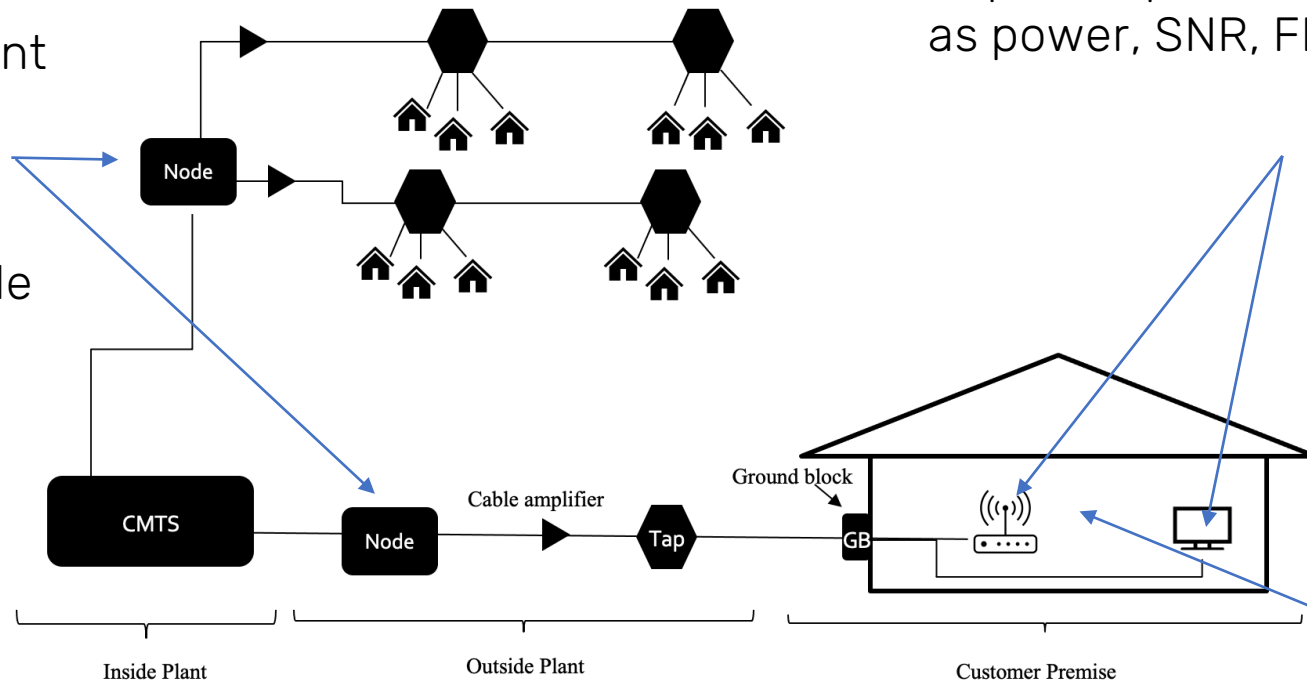 nt
as power, SNR, F
Node
le
Ground block
Cable amplifier
CMTS
Node
Tap
GB
Inside Plant
Outside Plant
Customer Premise